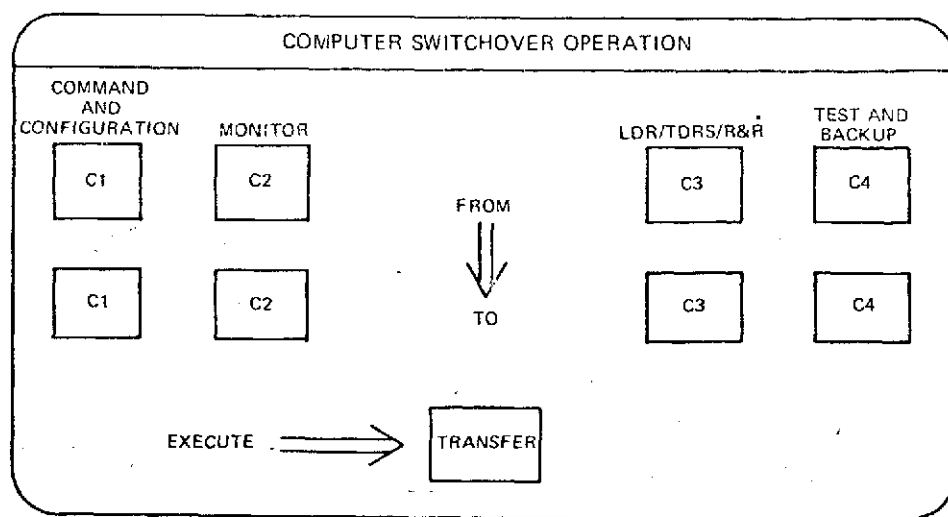 COMPUTER SWITCHOVER OPERATION
COMMAND
AND
CONFIGURATION
MONITOR
LDR/TDRS/R&Ṙ
TEST AND
BACKUP
C1
C2
C3
C4
FROM
C1
C2
C3
C4
TO
EXECUTE
TRANSFER